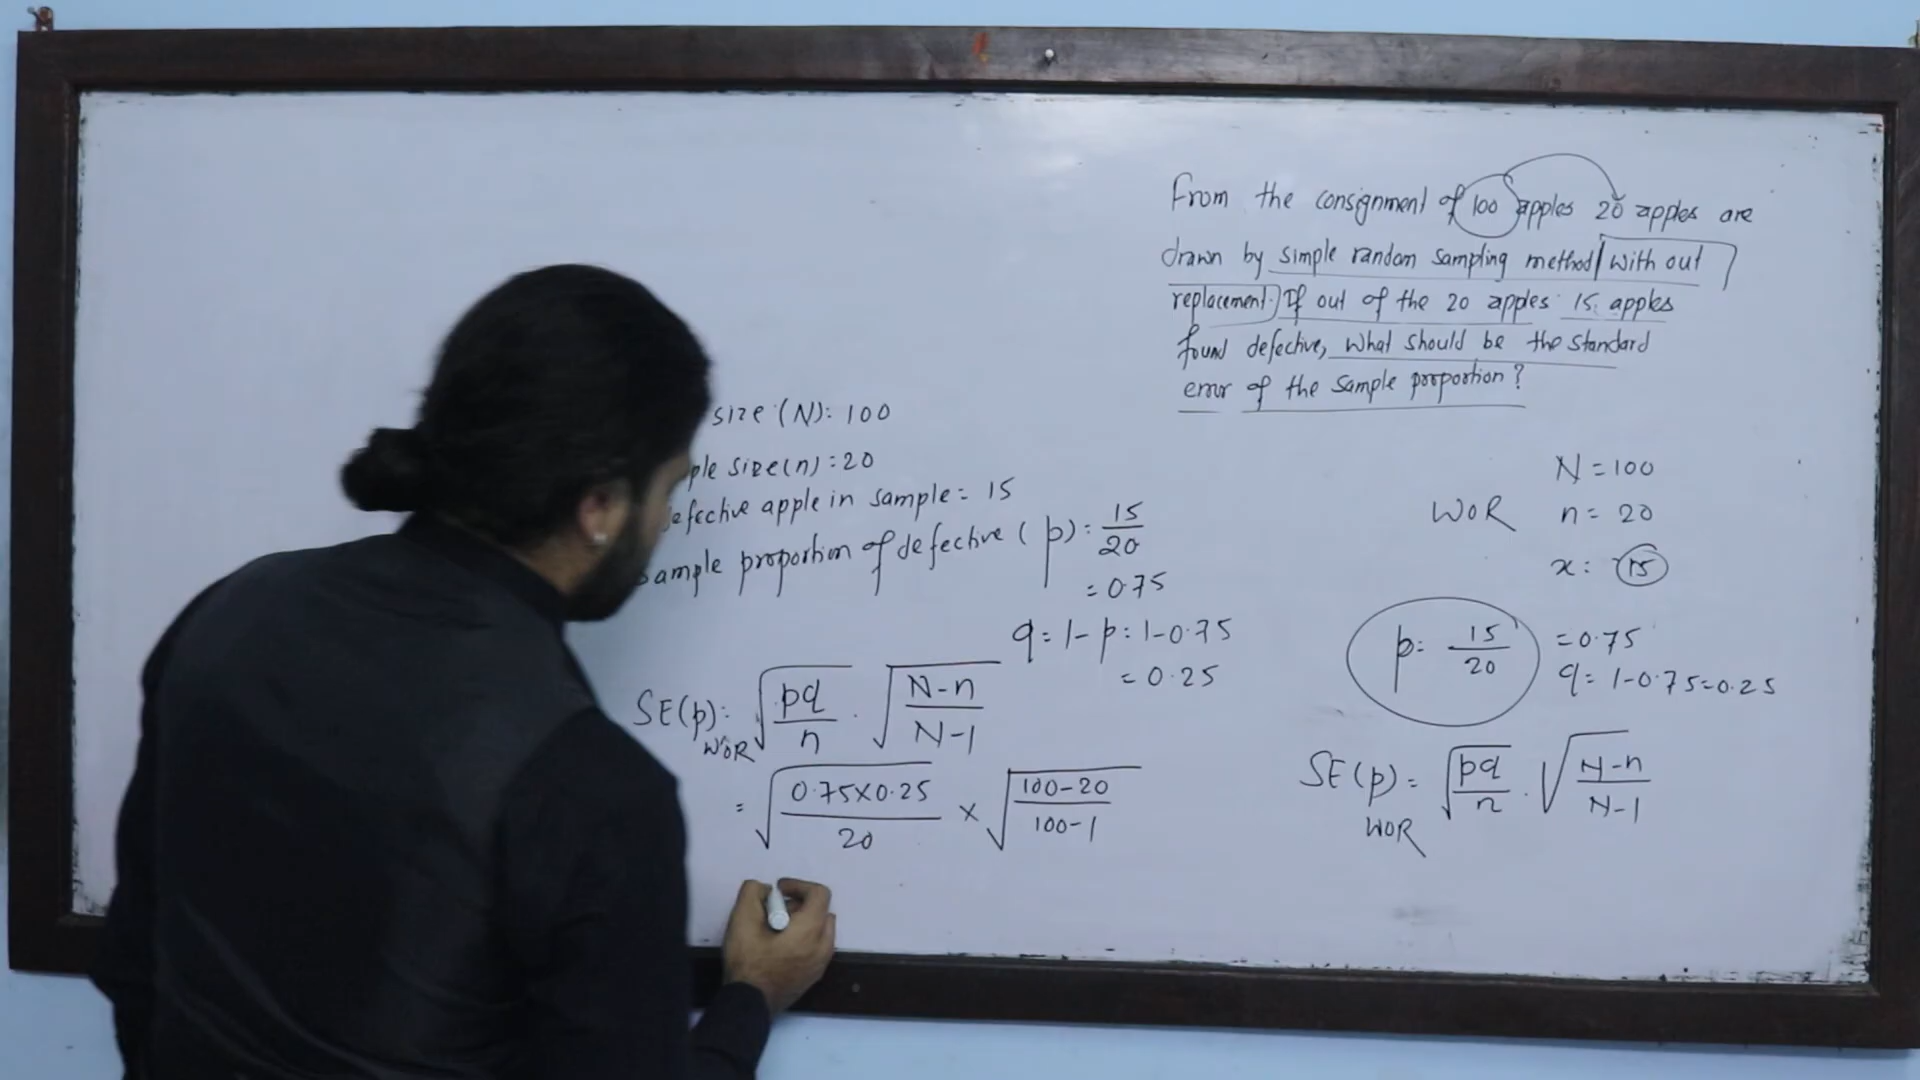 From the consignment of 100 apples 20 apples are
drawn by simple random sampling method with out
replacement. If out of the 20 apples 15 apples
found defective, what should be the standard
error of the sample proportion?
size (N): 100
size(n) = 20
apple in sample = 15
sample proportion of defective (p): 15/20
= 0.75
q = 1- p: 1-0.75
= 0.25
SE(p): √pq/n . √N-n/N-1
WOR
= √0.75×0.25/20 × √100-20/100-1
N = 100
WOR n = 20
x: 15
p: 15/20 = 0.75
q = 1-0.75=0.25
SE(p) = √pq/n . √N-n/N-1
WOR